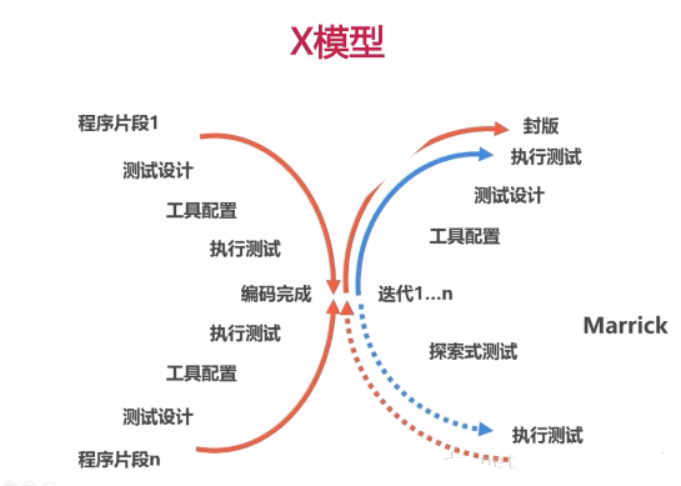 X模型
程序片段1
测试设计
工具配置
执行测试
编码完成
执行测试
工具配置
测试设计
程序片段n
封版
执行测试
测试设计
工具配置
迭代1...n
探索式测试
执行测试
Marrick